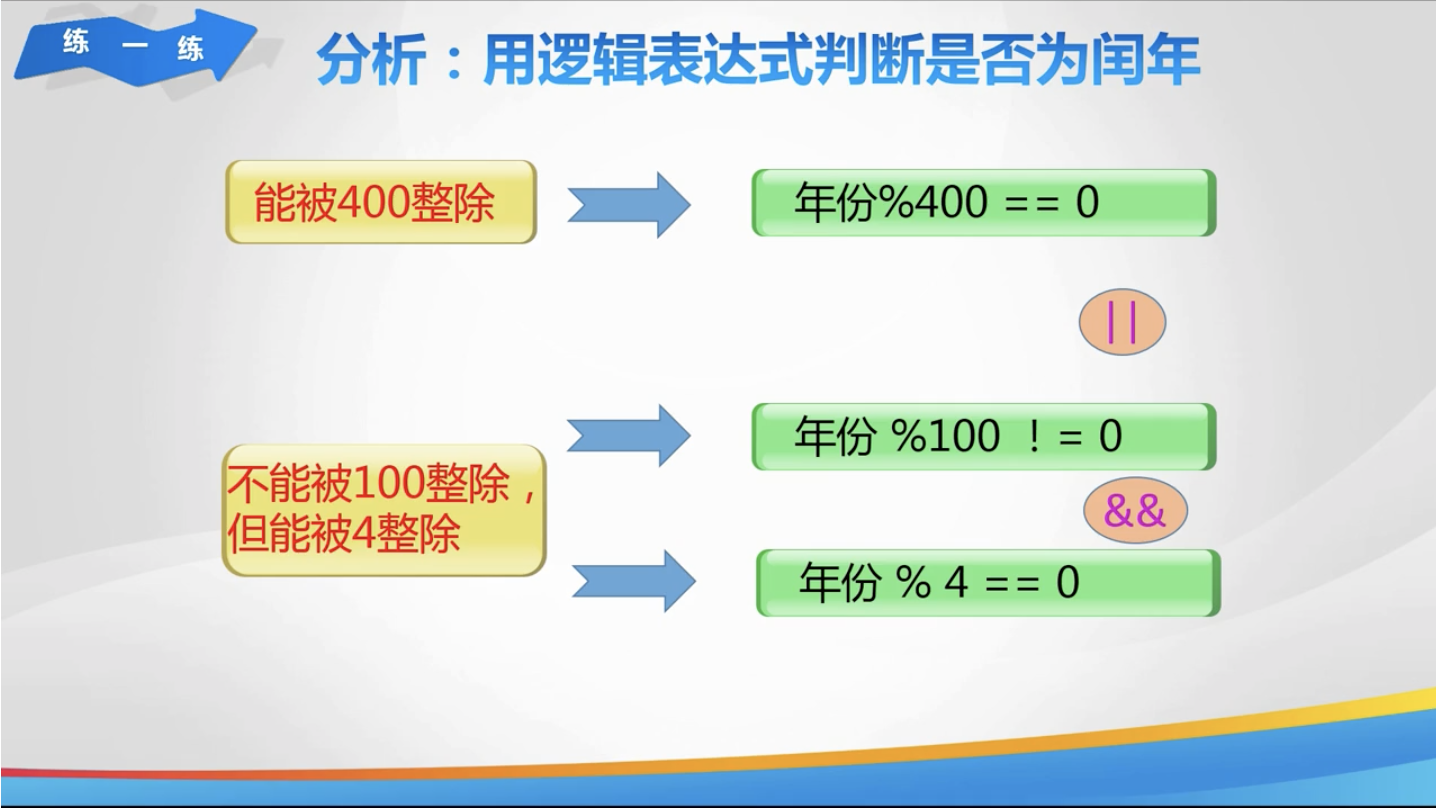 练一练
分析：用逻辑表达式判断是否为闰年
能被400整除
年份%400 == 0
||
不能被100整除，
但能被4整除
年份 %100 ！= 0
&&
年份 % 4 == 0